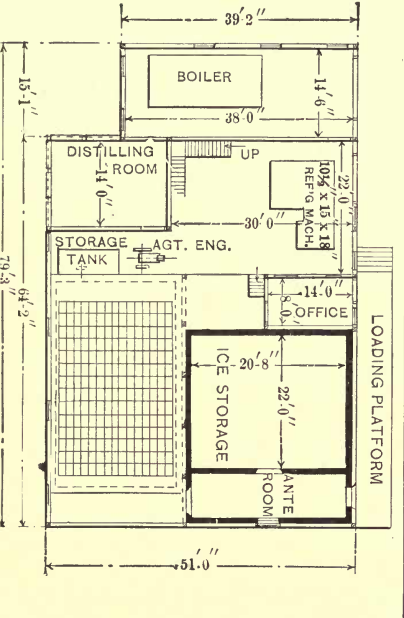 39'-2"
BOILER
14'-6"
38'-0"
15'-1"
DISTILLING
ROOM
14'-0"
UP
10½ x 15 x 18
REF'G MACH.
22'-0"
30'-0"
STORAGE
TANK
AGT. ENG.
79'-3"
64'-2"
14'-0"
8'-0"
OFFICE
20'-8"
ICE STORAGE
22'-0"
LOADING PLATFORM
ANTE
ROOM
51'-0"